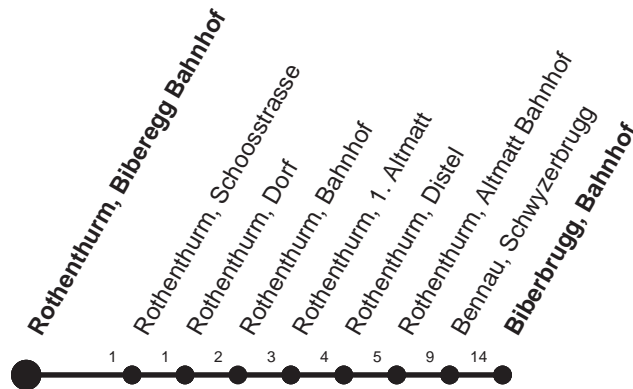 Rothenthurm, Biberegg Bahnhof
Rothenthurm, Schoosstrasse
Rothenthurm, Dorf
Rothenthurm, Bahnhof
Rothenthurm, 1. Altmatt
Rothenthurm, Distel
Rothenthurm, Altmatt Bahnhof
Bennau, Schwyzerbrugg
Biberbrugg, Bahnhof
1 1 2 3 4 5 9 14